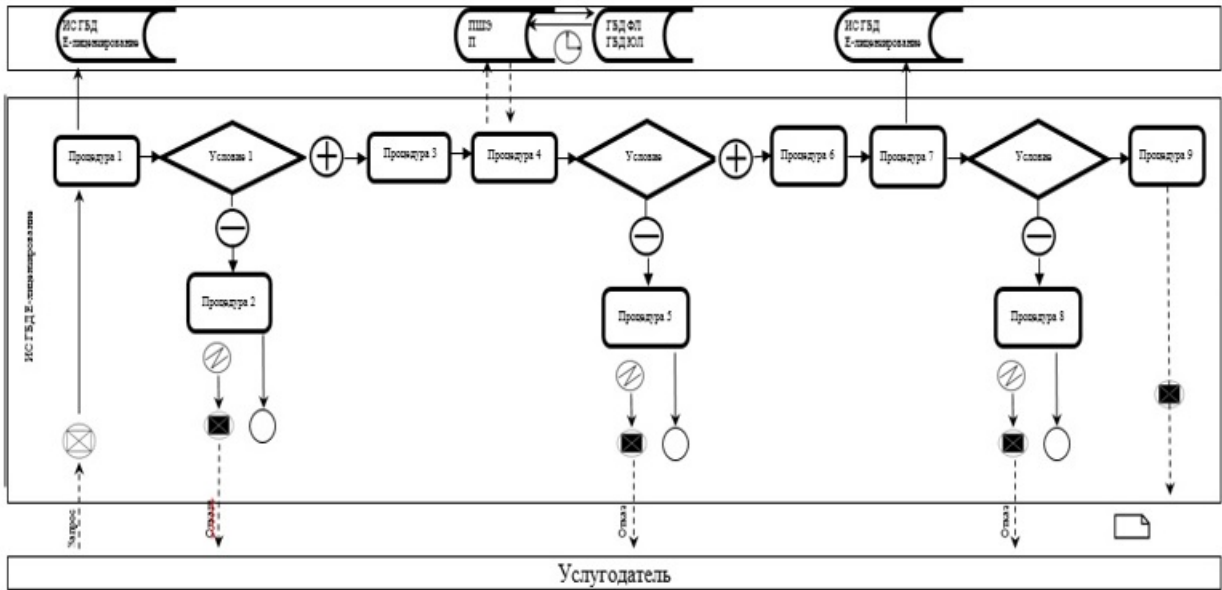 ИС ГБД
Е-лицензирование
ПШЭ
П
ГБД ФЛ
ГБД ЮЛ
ИС ГБД
Е-лицензирование
Процедура 1
Условие 1
Процедура 3
Процедура 4
Условие
Процедура 6
Процедура 7
Условие
Процедура 9
ИС ГБД Е-лицензирование
Процедура 2
Процедура 5
Процедура 8
Запрос
Отказ
Отказ
Услугодатель